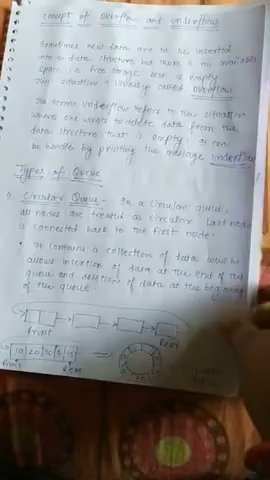 concept of overflow and underflow
Sometimes new data are to be inserted
into a data structure but there is no available
space i.e. free storage list is empty
This situation is usually called overflow
The terms underflow refers to the situation
where one wants to delete data from the
data structure that is empty. It can
be handled by printing the message underflow
Types of Queue
Circular Queue - In a circular queue,
all nodes are treated as circular. Last node
is connected back to the first node.
It contains a collection of data which
allows insertion of data at the end of the
queue and deletion of data at the beginning
of the queue.
front
Rear
10 20 30 5 15
front Rear